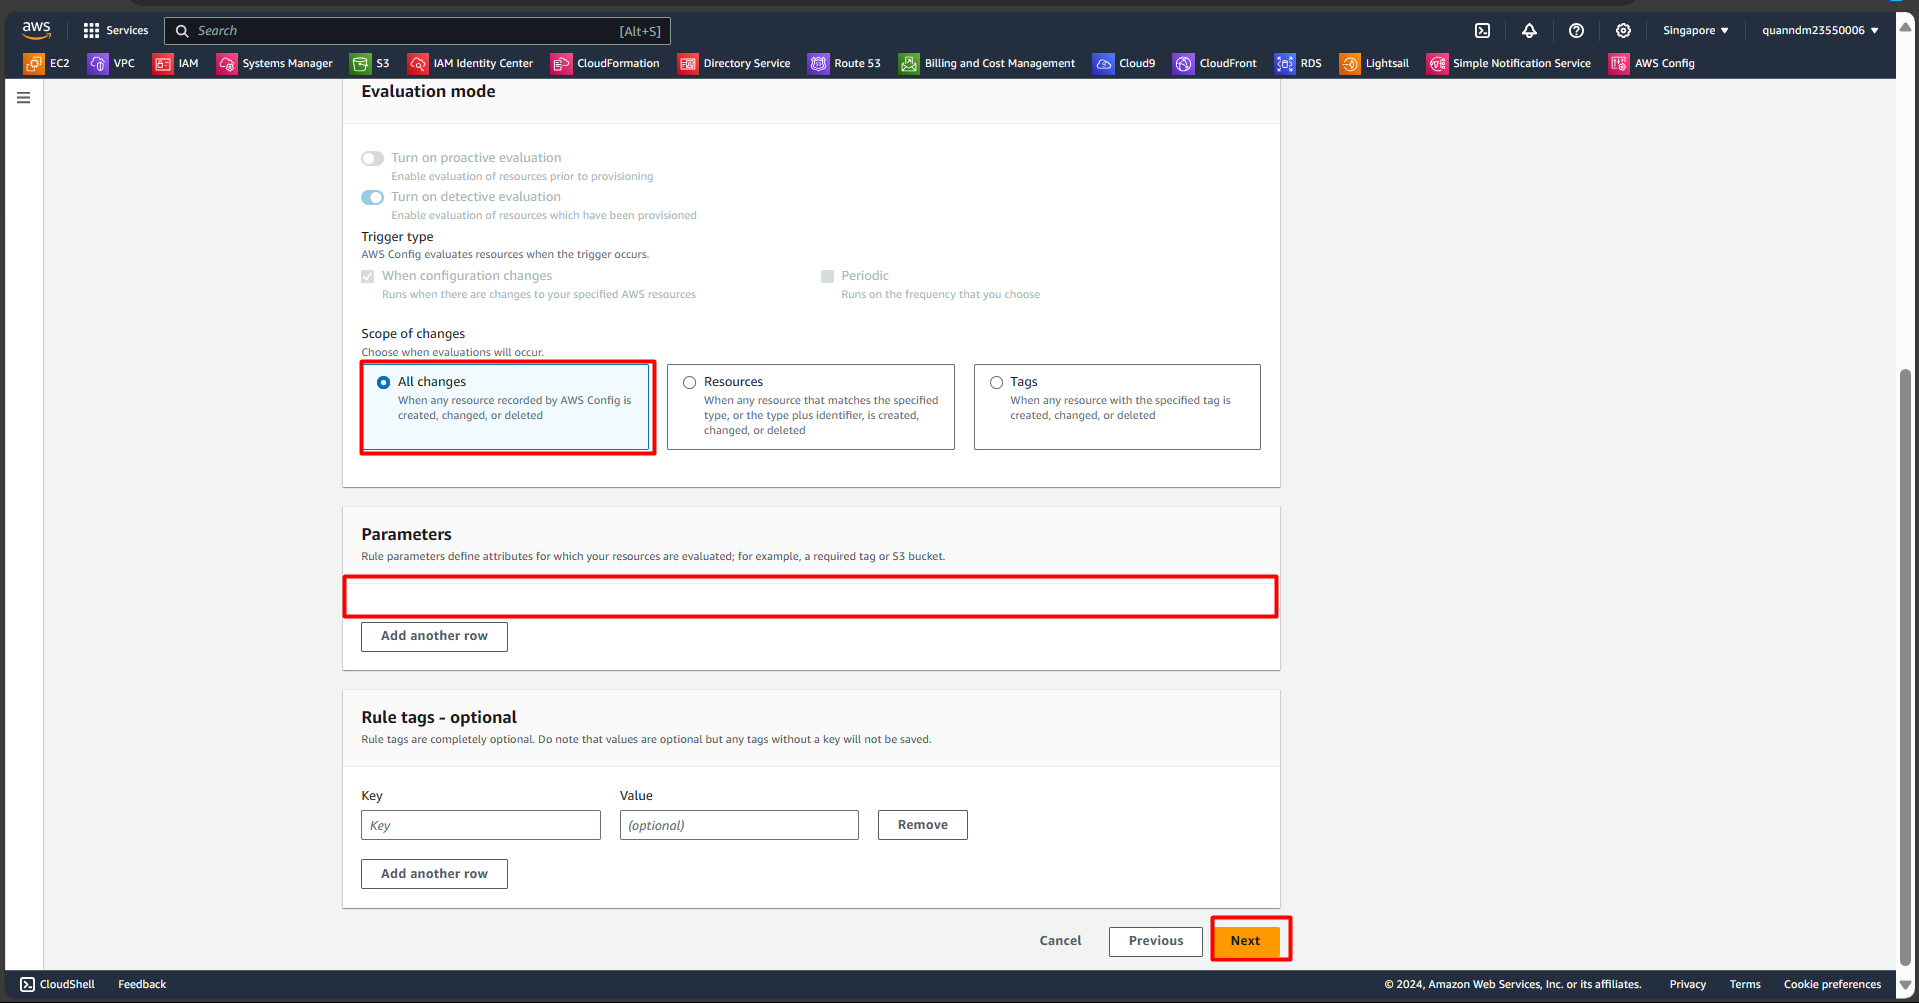 aws
Services
Search
[Alt+S]
Singapore ▼
quanndm23550006 ▼
EC2
VPC
IAM
Systems Manager
S3
IAM Identity Center
CloudFormation
Directory Service
Route 53
Billing and Cost Management
Cloud9
CloudFront
RDS
Lightsail
Simple Notification Service
AWS Config
Evaluation mode
Turn on proactive evaluation
Enable evaluation of resources prior to provisioning
Turn on detective evaluation
Enable evaluation of resources which have been provisioned
Trigger type
AWS Config evaluates resources when the trigger occurs.
When configuration changes
Runs when there are changes to your specified AWS resources
Periodic
Runs on the frequency that you choose
Scope of changes
Choose when evaluations will occur.
All changes
When any resource recorded by AWS Config is
created, changed, or deleted
Resources
When any resource that matches the specified
type, or the type plus identifier, is created,
changed, or deleted
Tags
When any resource with the specified tag is
created, changed, or deleted
Parameters
Rule parameters define attributes for which your resources are evaluated; for example, a required tag or S3 bucket.
Add another row
Rule tags - optional
Rule tags are completely optional. Do note that values are optional but any tags without a key will not be saved.
Key
Value
Key
(optional)
Remove
Add another row
Cancel
Previous
Next
CloudShell
Feedback
© 2024, Amazon Web Services, Inc. or its affiliates.
Privacy
Terms
Cookie preferences